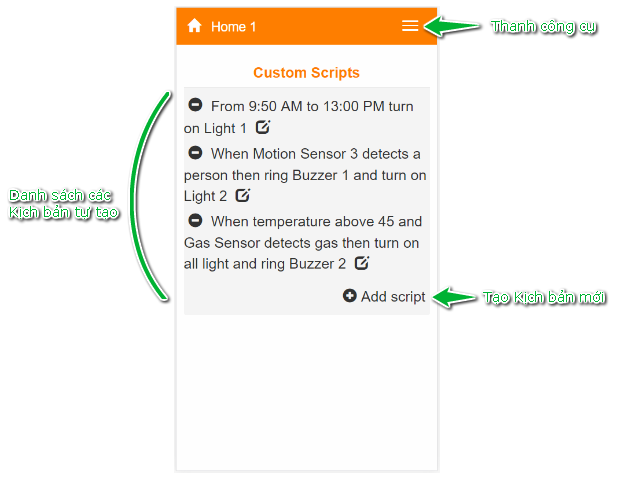 Home 1
Thanh công cụ
Custom Scripts
From 9:50 AM to 13:00 PM turn
on Light 1
When Motion Sensor 3 detects a
person then ring Buzzer 1 and turn on
Light 2
When temperature above 45 and
Gas Sensor detects gas then turn on
all light and ring Buzzer 2
Danh sách các
Kịch bản tự tạo
Add script
Tạo Kịch bản mới